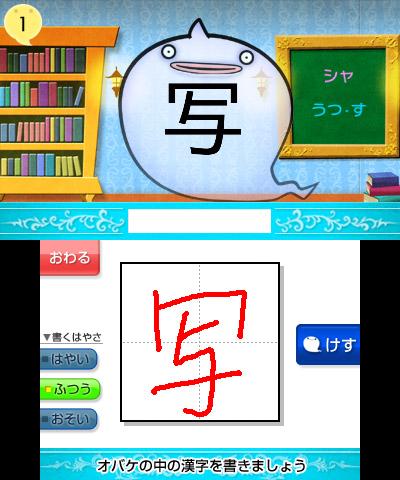 1
写
シャ
うつ・す
おわる
▼書くはやさ
はやい
ふつう
おそい
写
けす
オバケの中の漢字を書きましょう